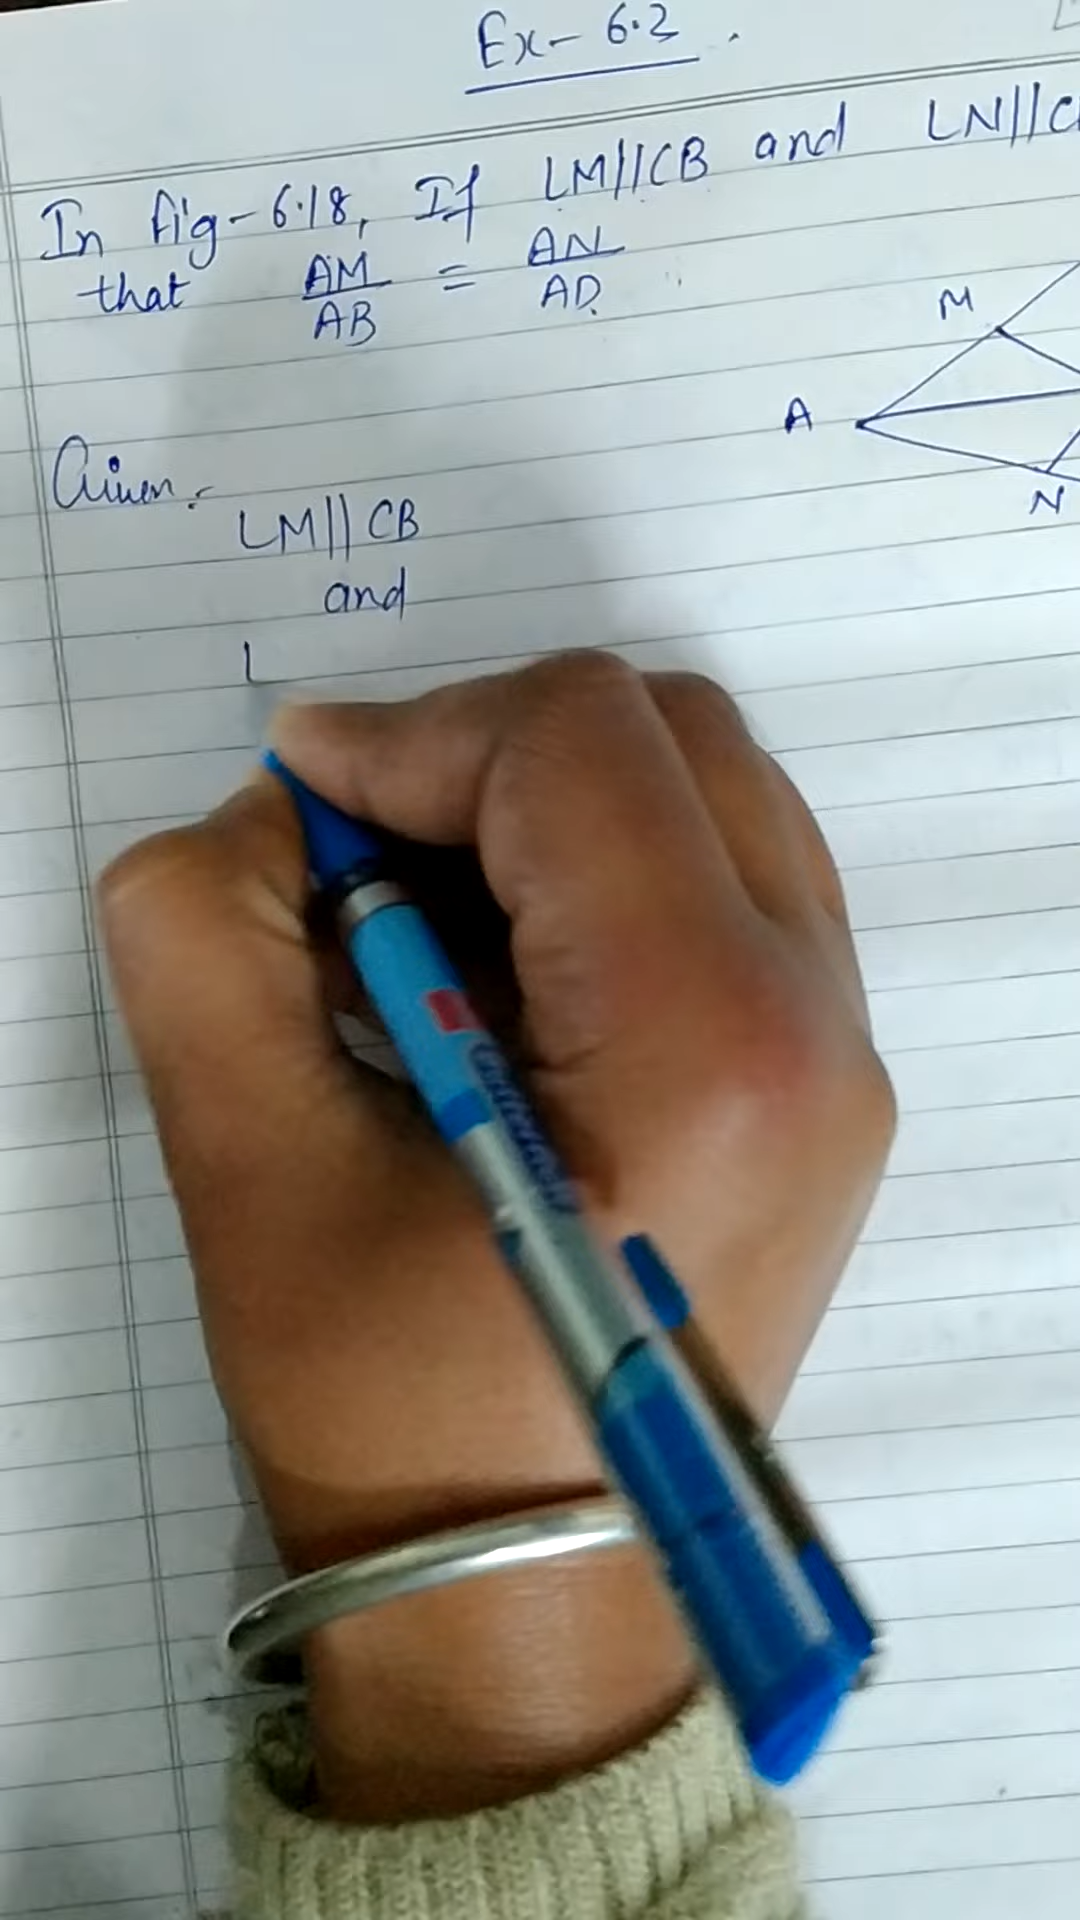 Ex- 6.2.
In fig-6.18, If LM||CB and LN||C
that AM/AB = AN/AD
M
A
N
Given:-
LM|| CB
and
L